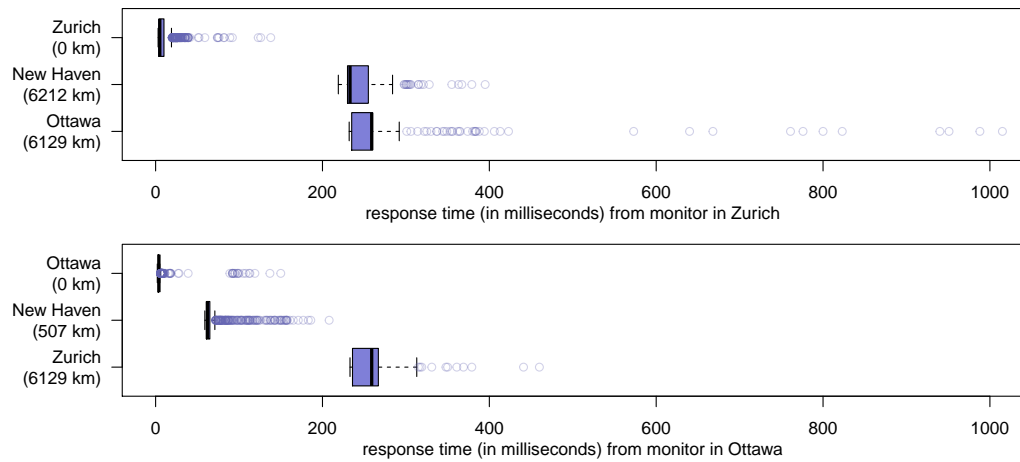 Zurich
(0 km)
New Haven
(6212 km)
Ottawa
(6129 km)
0 200 400 600 800 1000
response time (in milliseconds) from monitor in Zurich
Ottawa
(0 km)
New Haven
(507 km)
Zurich
(6129 km)
0 200 400 600 800 1000
response time (in milliseconds) from monitor in Ottawa